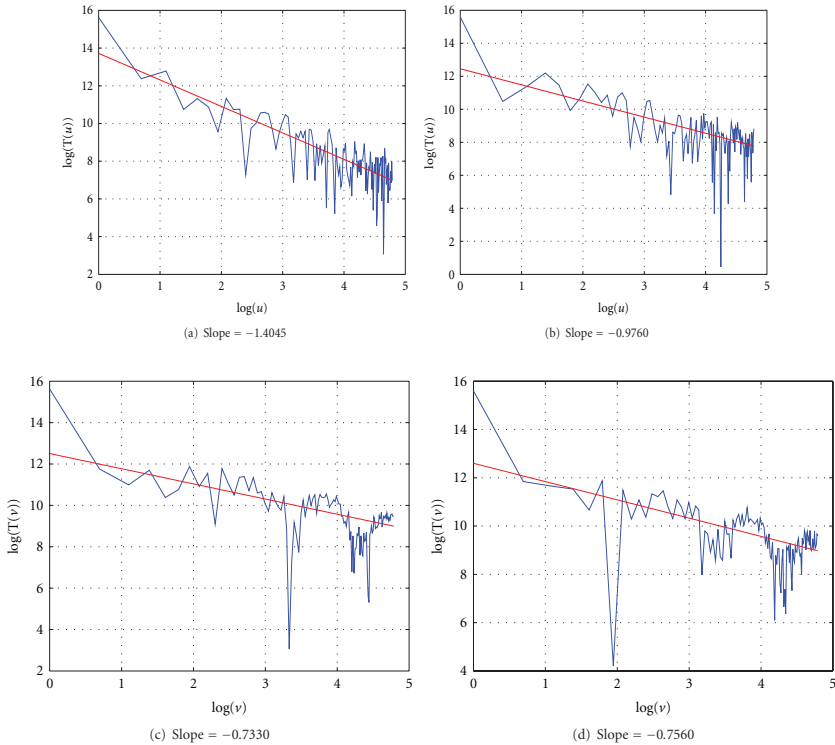 16
14
12
10
8
6
4
2
log(T(u))
0 1 2 3 4 5
log(u)
(a) Slope = −1.4045
16
14
12
10
8
6
4
2
0
log(T(u))
0 1 2 3 4 5
log(u)
(b) Slope = −0.9760
16
14
12
10
8
6
4
2
log(T(v))
0 1 2 3 4 5
log(v)
(c) Slope = −0.7330
16
14
12
10
8
6
4
log(T(v))
0 1 2 3 4 5
log(v)
(d) Slope = −0.7560